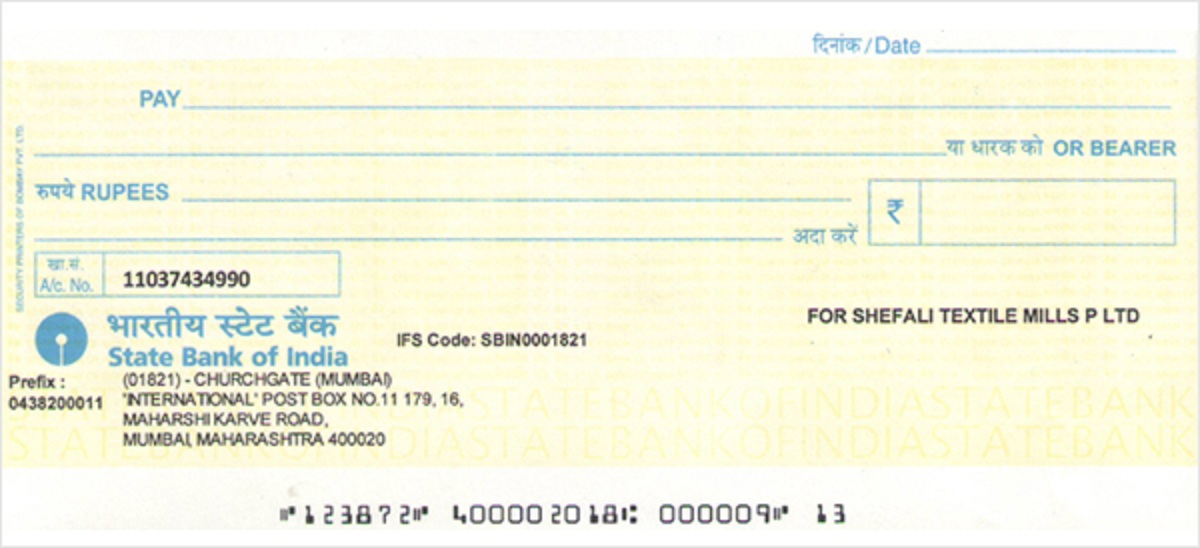 दिनांक / Date
PAY
या धारक को OR BEARER
रुपये RUPEES
अदा करें ₹
SECURITY PRINTERS OF BOMBAY PVT. LTD.
खा.सं.
A/c. No. 11037434990
भारतीय स्टेट बैंक
State Bank of India
IFS Code: SBIN0001821
FOR SHEFALI TEXTILE MILLS P LTD
Prefix :
0438200011
(01821) - CHURCHGATE (MUMBAI)
'INTERNATIONAL' POST BOX NO.11 179, 16,
MAHARSHI KARVE ROAD,
MUMBAI, MAHARASHTRA 400020
STATEBANKOFINDIASTATEBANK
STATEBANKOFINDIASTATEBANKOFINDIASTATEBANK
⑈123872⑈ 400002018⑆ 000009⑈ 13